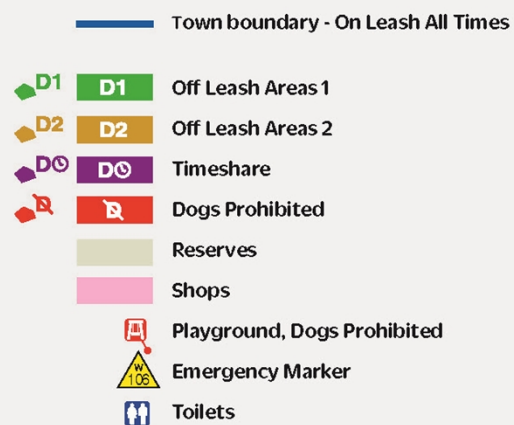 Town boundary - On Leash All Times
D1 D1 Off Leash Areas 1
D2 D2 Off Leash Areas 2
D D Timeshare
D D Dogs Prohibited
Reserves
Shops
Playground, Dogs Prohibited
W 106 Emergency Marker
Toilets